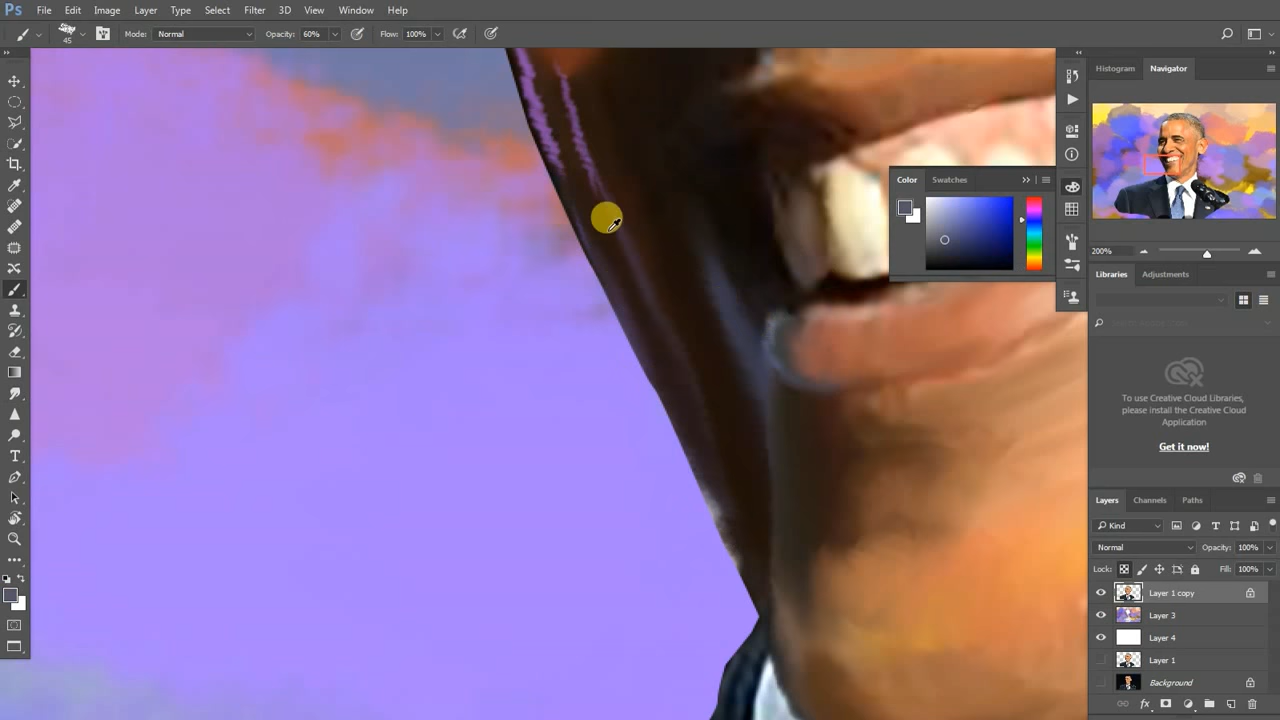 Ps File Edit Image Layer Type Select Filter 3D View Window Help
45 Mode: Normal Opacity: 60% Flow: 100%
Histogram Navigator
Color Swatches
200%
Libraries Adjustments
To use Creative Cloud Libraries,
please install the Creative Cloud
Application
Get it now!
Layers Channels Paths
Kind
Normal Opacity: 100%
Lock: Fill: 100%
Layer 1 copy
Layer 3
Layer 4
Layer 1
Background